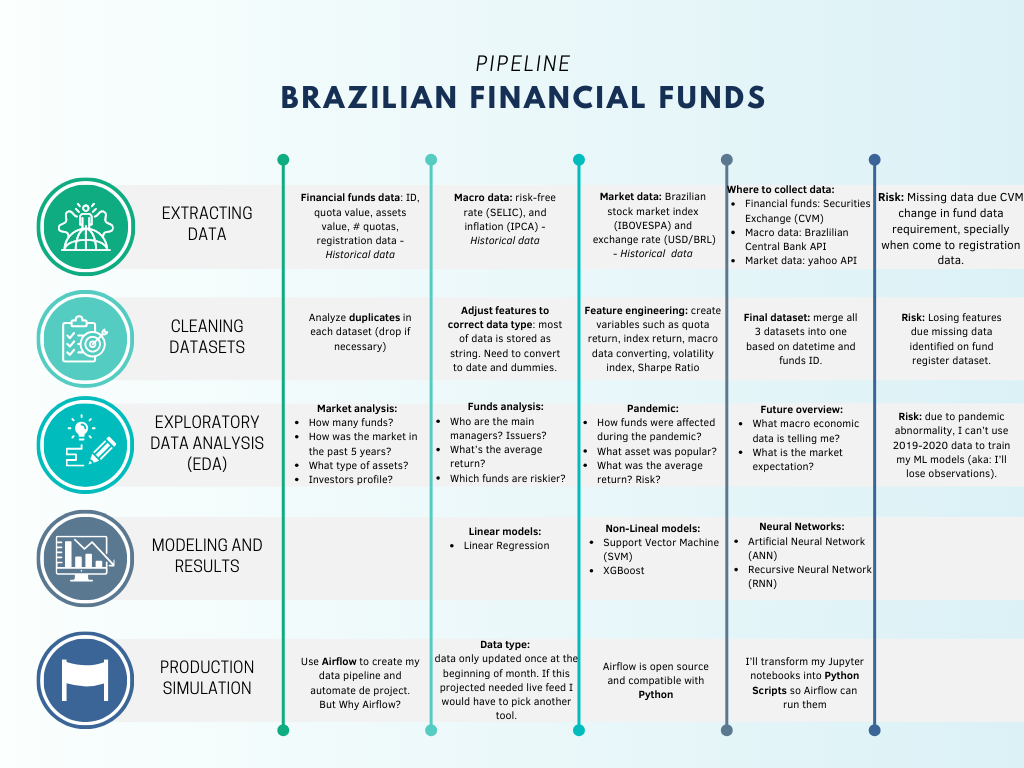 PIPELINE
BRAZILIAN FINANCIAL FUNDS
EXTRACTING
DATA
Financial funds data: ID,
quota value, assets
value, # quotas,
registration data -
Historical data
Macro data: risk-free
rate (SELIC), and
inflation (IPCA) -
Historical data
Market data: Brazilian
stock market index
(IBOVESPA) and
exchange rate (USD/BRL)
- Historical data
Where to collect data:
• Financial funds: Securities
Exchange (CVM)
• Macro data: Brazlilian
Central Bank API
• Market data: yahoo API
Risk: Missing data due CVM
change in fund data
requirement, specially
when come to registration
data.
CLEANING
DATASETS
Analyze duplicates in
each dataset (drop if
necessary)
Adjust features to
correct data type: most
of data is stored as
string. Need to convert
to date and dummies.
Feature engineering: create
variables such as quota
return, index return, macro
data converting, volatility
index, Sharpe Ratio
Final dataset: merge all
3 datasets into one
based on datetime and
funds ID.
Risk: Losing features
due missing data
identified on fund
register dataset.
EXPLORATORY
DATA ANALYSIS
(EDA)
Market analysis:
• How many funds?
• How was the market in
the past 5 years?
• What type of assets?
• Investors profile?
Funds analysis:
• Who are the main
managers? Issuers?
• What's the average
return?
• Which funds are riskier?
Pandemic:
• How funds were affected
during the pandemic?
• What asset was popular?
• What was the average
return? Risk?
Future overview:
• What macro economic
data is telling me?
• What is the market
expectation?
Risk: due to pandemic
abnormality, I can't use
2019-2020 data to train
my ML models (aka: I'll
lose observations).
MODELING AND
RESULTS
Linear models:
• Linear Regression
Non-Lineal models:
• Support Vector Machine
(SVM)
• XGBoost
Neural Networks:
• Artificial Neural Network
(ANN)
• Recursive Neural Network
(RNN)
PRODUCTION
SIMULATION
Use Airflow to create my
data pipeline and
automate de project.
But Why Airflow?
Data type:
data only updated once at the
beginning of month. If this
projected needed live feed I
would have to pick another
tool.
Airflow is open source
and compatible with
Python
I'll transform my Jupyter
notebooks into Python
Scripts so Airflow can
run them